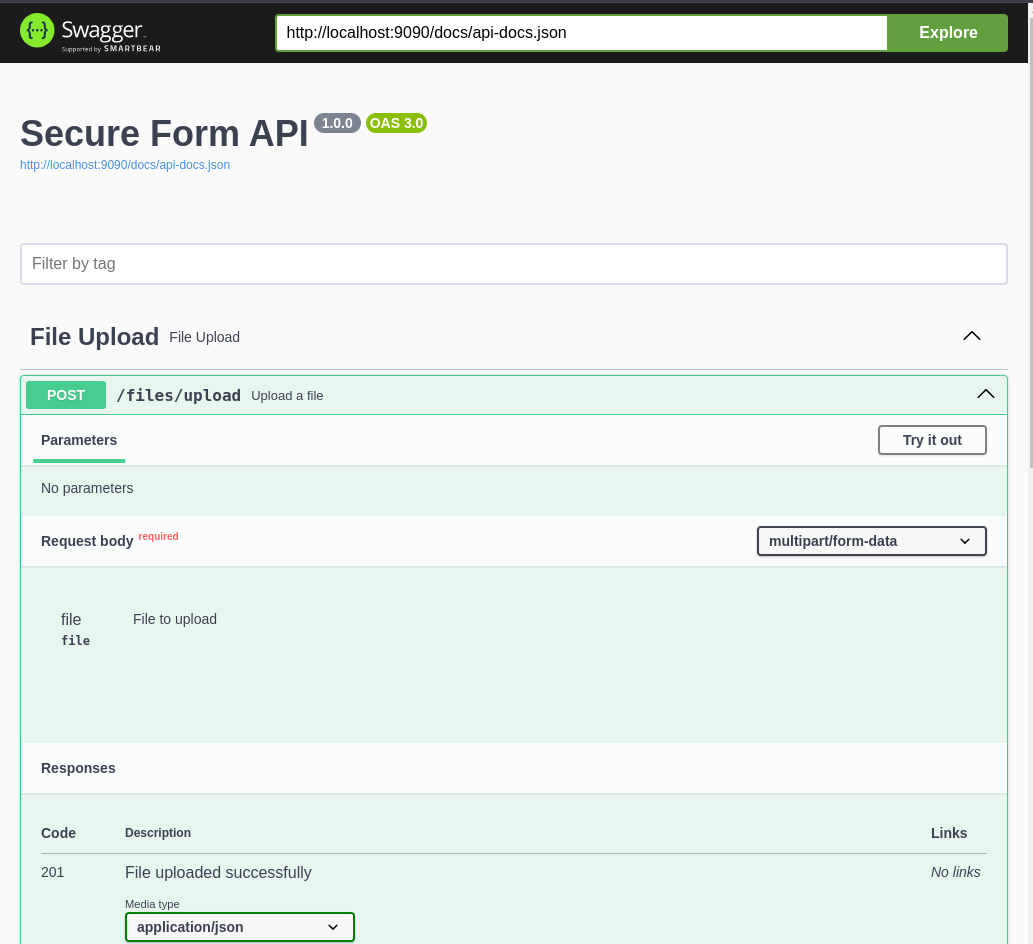 Swagger
Supported by SMARTBEAR
http://localhost:9090/docs/api-docs.json
Explore
Secure Form API 1.0.0 OAS 3.0
http://localhost:9090/docs/api-docs.json
Filter by tag
File Upload File Upload
POST /files/upload Upload a file
Parameters
Try it out
No parameters
Request body required
multipart/form-data
file
File to upload
file
Responses
Code Description Links
201 File uploaded successfully No links
Media type
application/json